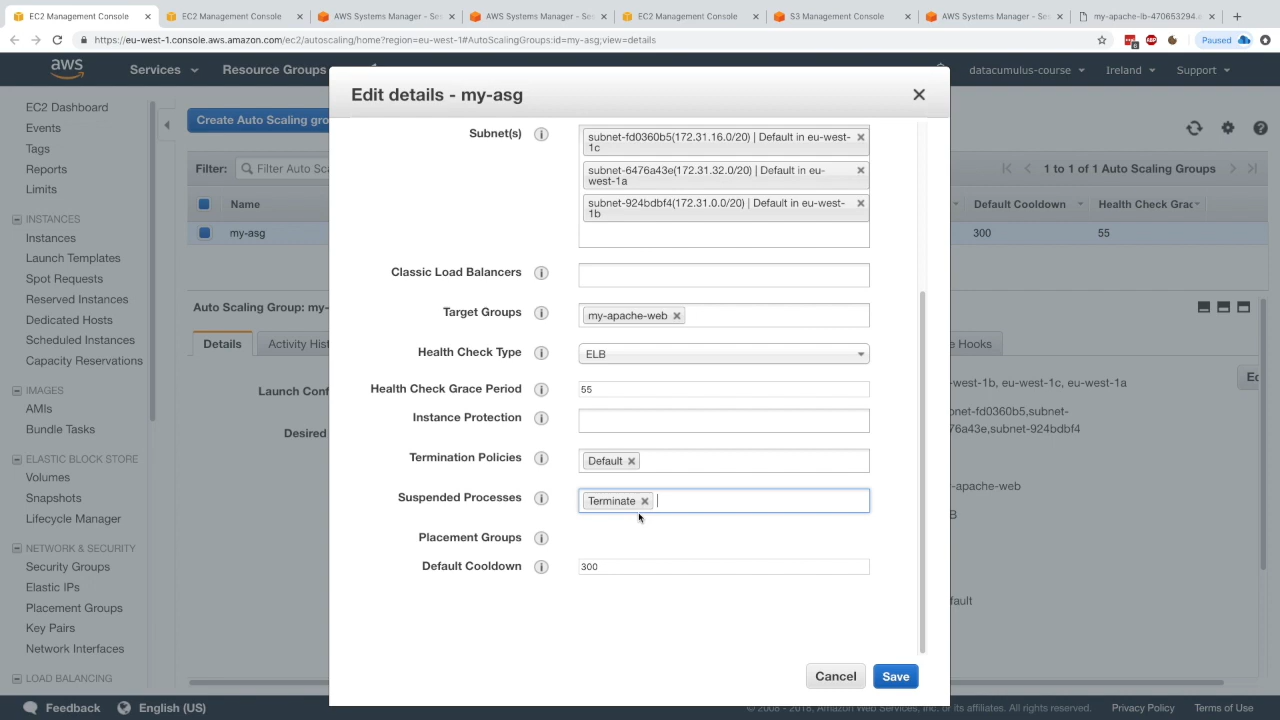 EC2 Management Console
EC2 Management Console
AWS Systems Manager - Ses
AWS Systems Manager - Ses
EC2 Management Console
S3 Management Console
AWS Systems Manager - Ses
my-apache-lb-470653294.e
https://eu-west-1.console.aws.amazon.com/ec2/autoscaling/home?region=eu-west-1#AutoScalingGroups:id=my-asg;view=details
Paused
aws
Services
Resource Groups
datacumulus-course
Ireland
Support
EC2 Dashboard
Events
Tags
Reports
Limits
INSTANCES
Instances
Launch Templates
Spot Requests
Reserved Instances
Dedicated Hosts
Scheduled Instances
Capacity Reservations
IMAGES
AMIs
Bundle Tasks
ELASTIC BLOCK STORE
Volumes
Snapshots
Lifecycle Manager
NETWORK & SECURITY
Security Groups
Elastic IPs
Placement Groups
Key Pairs
Network Interfaces
LOAD BALANCING
Create Auto Scaling grou
Filter:
Filter Auto Sca
1 to 1 of 1 Auto Scaling Groups
Name
Default Cooldown
Health Check Grac
my-asg
300
55
Auto Scaling Group: my-
Details
Activity Hist
e Hooks
Launch Conf
Desired
-west-1b, eu-west-1c, eu-west-1a
-fd0360b5,subnet-
76a43e,subnet-924bdbf4
-apache-web
B
fault
Edit details - my-asg
Subnet(s)
subnet-fd0360b5(172.31.16.0/20) | Default in eu-west-
1c
subnet-6476a43e(172.31.32.0/20) | Default in eu-
west-1a
subnet-924bdbf4(172.31.0.0/20) | Default in eu-west-
1b
Classic Load Balancers
Target Groups
my-apache-web
Health Check Type
ELB
Health Check Grace Period
55
Instance Protection
Termination Policies
Default
Suspended Processes
Terminate
Placement Groups
Default Cooldown
300
Cancel
Save
Feedback
English (US)
© 2008 - 2018, Amazon Web Services, Inc. or its affiliates. All rights reserved.
Privacy Policy
Terms of Use